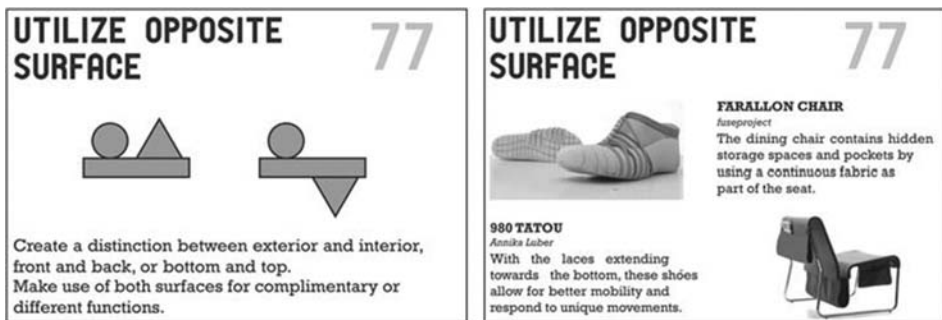 UTILIZE OPPOSITE
SURFACE
77
Create a distinction between exterior and interior,
front and back, or bottom and top.
Make use of both surfaces for complimentary or
different functions.
UTILIZE OPPOSITE
SURFACE
77
FARALLON CHAIR
fuseproject
The dining chair contains hidden
storage spaces and pockets by
using a continuous fabric as
part of the seat.
980 TATOU
Annika Luber
With the laces extending
towards the bottom, these shoes
allow for better mobility and
respond to unique movements.